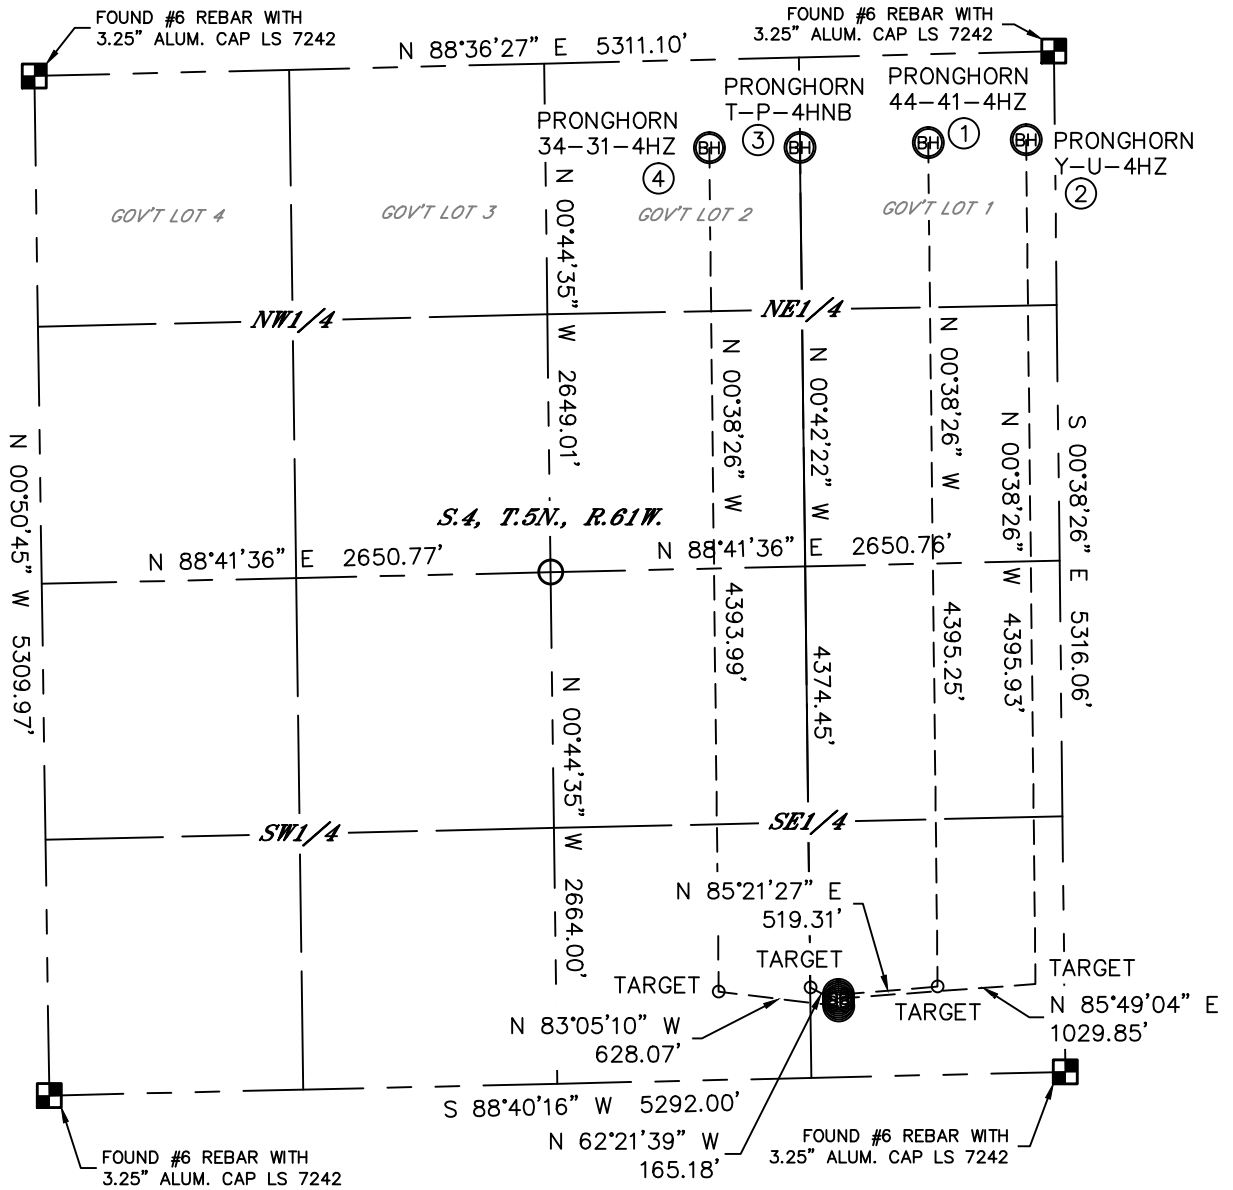 FOUND #6 REBAR WITH
3.25” ALUM. CAP LS 7242
FOUND #6 REBAR WITH
3.25” ALUM. CAP LS 7242
N 88°36’27” E 5311.10’
PRONGHORN
34–31–4HZ
4
BH
PRONGHORN
T–P–4HNB
3
BH
PRONGHORN
44–41–4HZ
1
BH
BH
PRONGHORN
Y–U–4HZ
2
GOV’T LOT 4
GOV’T LOT 3
GOV’T LOT 2
GOV’T LOT 1
N 00°44’35” W 2649.01’
NW1/4
NE1/4
N 00°50’45” W 5309.97’
N 00°38’26” W 4393.99’
N 00°42’22” W 4374.45’
N 00°38’26” W 4395.25’
N 00°38’26” W 4395.93’
S 00°38’26” E 5316.06’
S.4, T.5N., R.61W.
N 88°41’36” E 2650.77’
N 88°41’36” E 2650.76’
N 00°44’35” W 2664.00’
SW1/4
SE1/4
N 85°21’27” E
519.31’
TARGET
TARGET
TARGET
TARGET
N 83°05’10” W
628.07’
N 85°49’04” E
1029.85’
S 88°40’16” W 5292.00’
N 62°21’39” W
165.18’
FOUND #6 REBAR WITH
3.25” ALUM. CAP LS 7242
FOUND #6 REBAR WITH
3.25” ALUM. CAP LS 7242